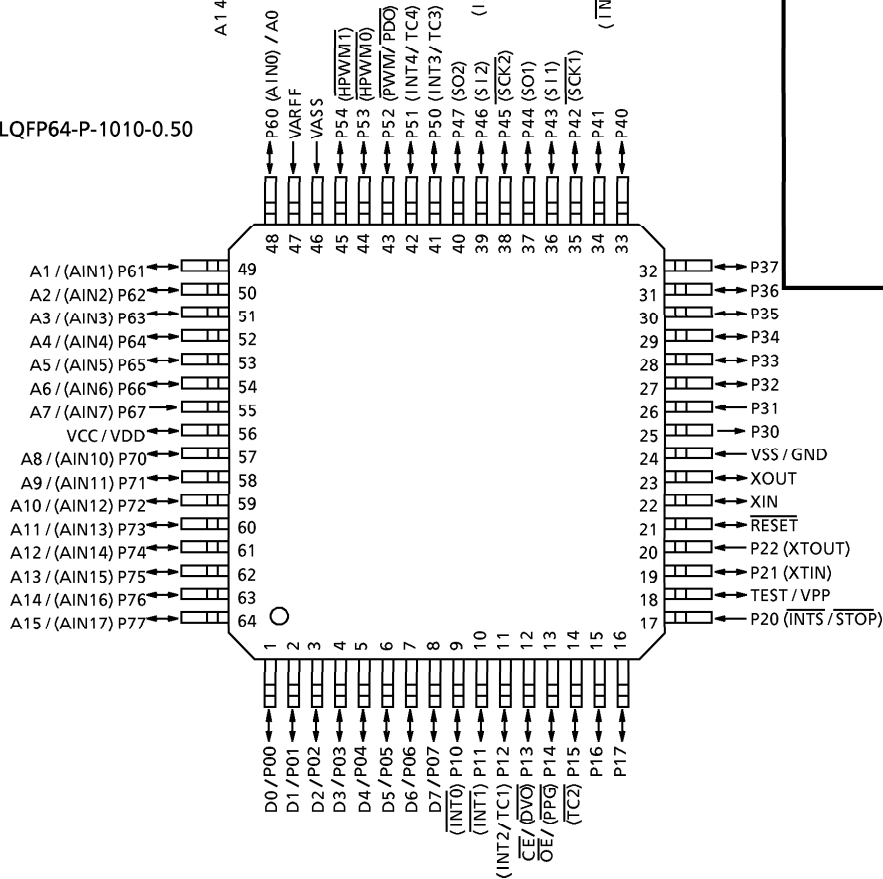 A14
(IN
LQFP64-P-1010-0.50
P60 (AIN0) / A0
VARFF
VASS
P54 (HPWM1)
P53 (HPWM0)
P52 (PWM/PDO)
P51 (INT4/TC4)
P50 (INT3/TC3)
P47 (SO2)
P46 (SI2)
P45 (SCK2)
P44 (SO1)
P43 (SI1)
P42 (SCK1)
P41
P40
48 47 46 45 44 43 42 41 40 39 38 37 36 35 34 33
A1 / (AIN1) P61 49
A2 / (AIN2) P62 50
A3 / (AIN3) P63 51
A4 / (AIN4) P64 52
A5 / (AIN5) P65 53
A6 / (AIN6) P66 54
A7 / (AIN7) P67 55
VCC / VDD 56
A8 / (AIN10) P70 57
A9 / (AIN11) P71 58
A10 / (AIN12) P72 59
A11 / (AIN13) P73 60
A12 / (AIN14) P74 61
A13 / (AIN15) P75 62
A14 / (AIN16) P76 63
A15 / (AIN17) P77 64
32 P37
31 P36
30 P35
29 P34
28 P33
27 P32
26 P31
25 P30
24 VSS / GND
23 XOUT
22 XIN
21 RESET
20 P22 (XTOUT)
19 P21 (XTIN)
18 TEST / VPP
17 P20 (INTS / STOP)
1 2 3 4 5 6 7 8 9 10 11 12 13 14 15 16
D0/P00
D1/P01
D2/P02
D3/P03
D4/P04
D5/P05
D6/P06
D7/P07
(INT0) P10
(INT1) P11
(INT2/TC1) P12
CE/(DVO) P13
OE/(PPG) P14
(TC2) P15
P16
P17